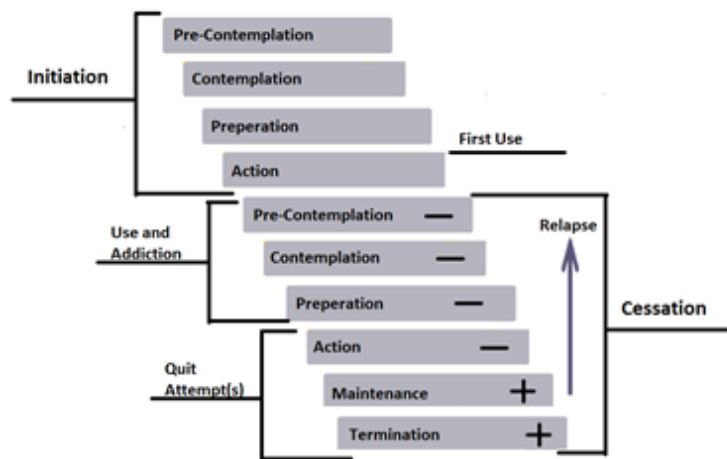 Pre-Contemplation
Initiation
Contemplation
Preperation
First Use
Action
Pre-Contemplation —
Use and
Addiction
Relapse
Contemplation —
Preperation —
Cessation
Action —
Quit
Attempt(s)
Maintenance +
Termination +